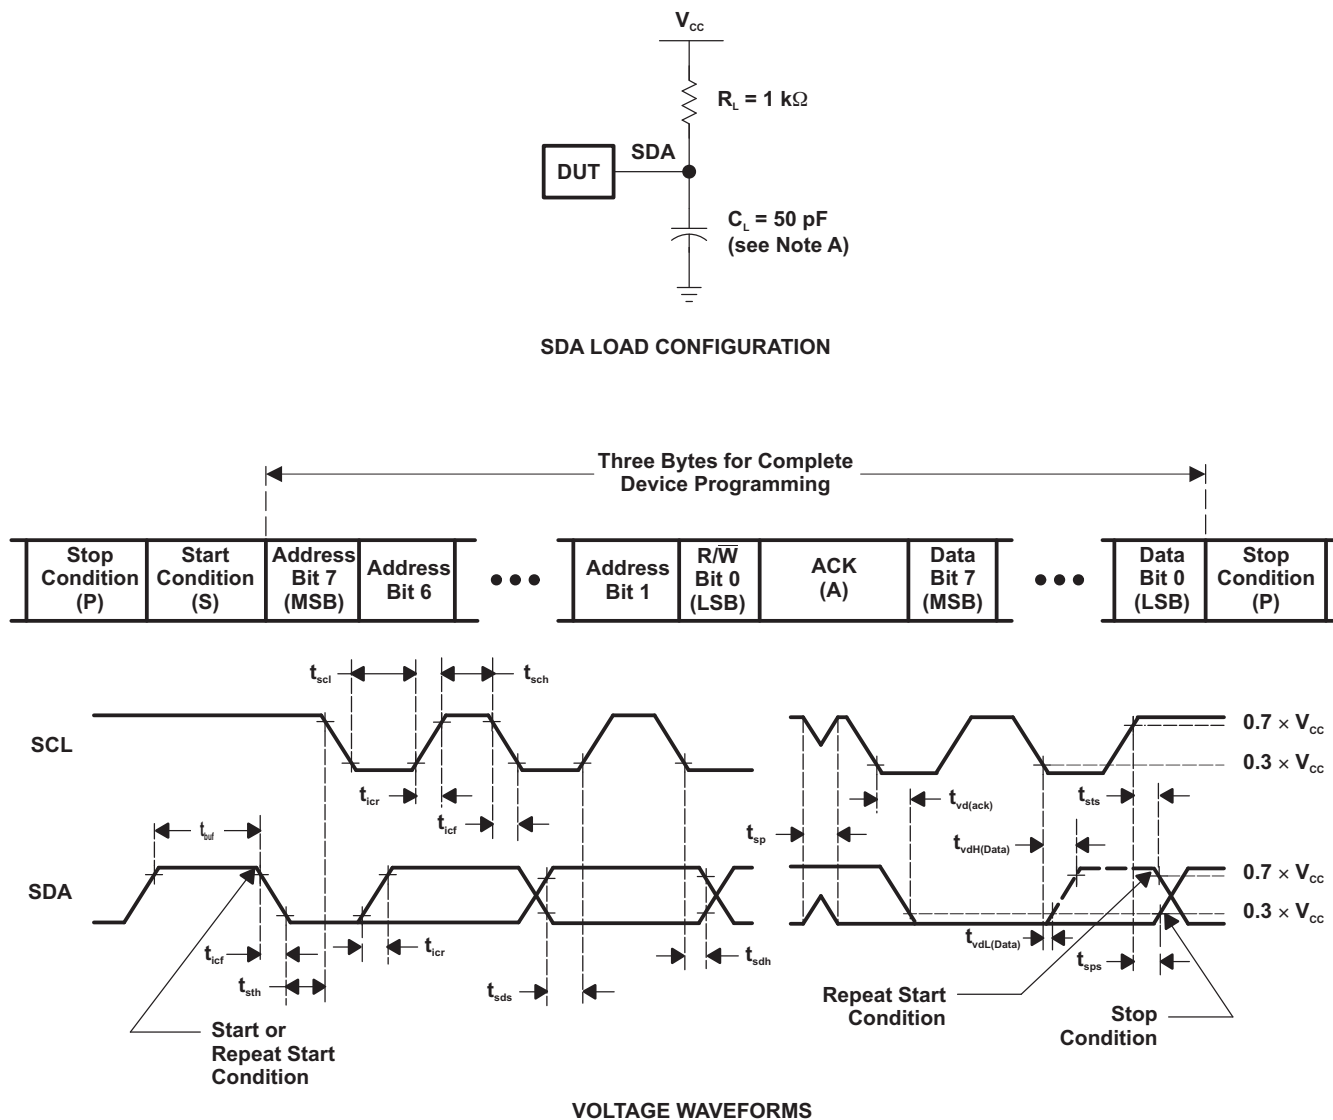 VCC
RL = 1 kΩ
SDA
DUT
CL = 50 pF
(see Note A)
SDA LOAD CONFIGURATION
Three Bytes for Complete
Device Programming
Stop
Condition
(P)
Start
Condition
(S)
Address
Bit 7
(MSB)
Address
Bit 6
•••
Address
Bit 1
R/W̅
Bit 0
(LSB)
ACK
(A)
Data
Bit 7
(MSB)
•••
Data
Bit 0
(LSB)
Stop
Condition
(P)
tscl
tsch
SCL
0.7 × VCC
0.3 × VCC
ticr
ticf
tvd(ack)
tsts
tbuf
tsp
tvdH(Data)
SDA
0.7 × VCC
0.3 × VCC
ticf
ticr
tsdh
tvdL(Data)
tsth
tsds
tsps
Start or
Repeat Start
Condition
Repeat Start
Condition
Stop
Condition
VOLTAGE WAVEFORMS